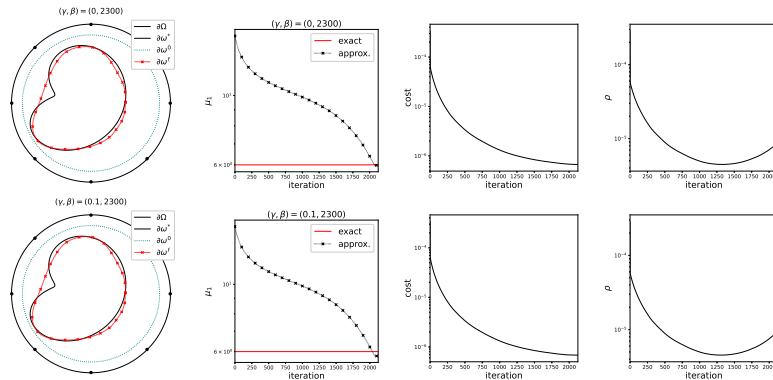 (γ, β) = (0, 2300)
∂Ω
∂ω*
∂ω⁰
∂ωᶠ
(γ, β) = (0, 2300)
exact
approx.
μ₁
10¹
6 × 10⁰
0 250 500 750 1000 1250 1500 1750 2000
iteration
cost
10⁻⁴
10⁻⁵
10⁻⁶
0 250 500 750 1000 1250 1500 1750 2000
iteration
ρ
10⁻⁴
10⁻⁵
0 250 500 750 1000 1250 1500 1750 2000
iteration
(γ, β) = (0.1, 2300)
∂Ω
∂ω*
∂ω⁰
∂ωᶠ
(γ, β) = (0.1, 2300)
exact
approx.
μ₁
10¹
6 × 10⁰
0 250 500 750 1000 1250 1500 1750 2000
iteration
cost
10⁻⁴
10⁻⁵
10⁻⁶
0 250 500 750 1000 1250 1500 1750 2000
iteration
ρ
10⁻⁴
10⁻⁵
0 250 500 750 1000 1250 1500 1750 2000
iteration